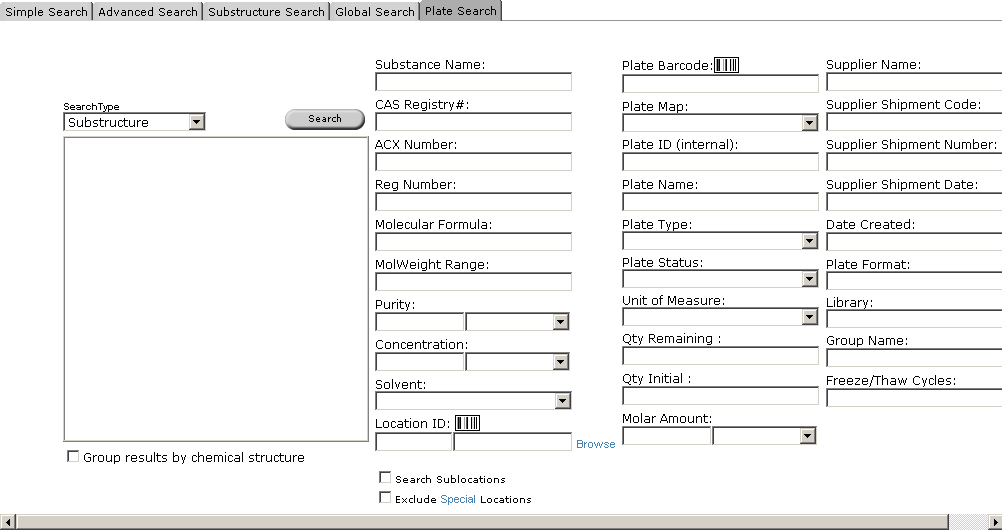 Simple Search
Advanced Search
Substructure Search
Global Search
Plate Search
SearchType
Substructure
Search
Group results by chemical structure
Substance Name:
CAS Registry#:
ACX Number:
Reg Number:
Molecular Formula:
MolWeight Range:
Purity:
Concentration:
Solvent:
Location ID:
Browse
Search Sublocations
Exclude Special Locations
Plate Barcode:
Plate Map:
Plate ID (internal):
Plate Name:
Plate Type:
Plate Status:
Unit of Measure:
Qty Remaining :
Qty Initial :
Molar Amount:
Supplier Name:
Supplier Shipment Code:
Supplier Shipment Number:
Supplier Shipment Date:
Date Created:
Plate Format:
Library:
Group Name:
Freeze/Thaw Cycles: